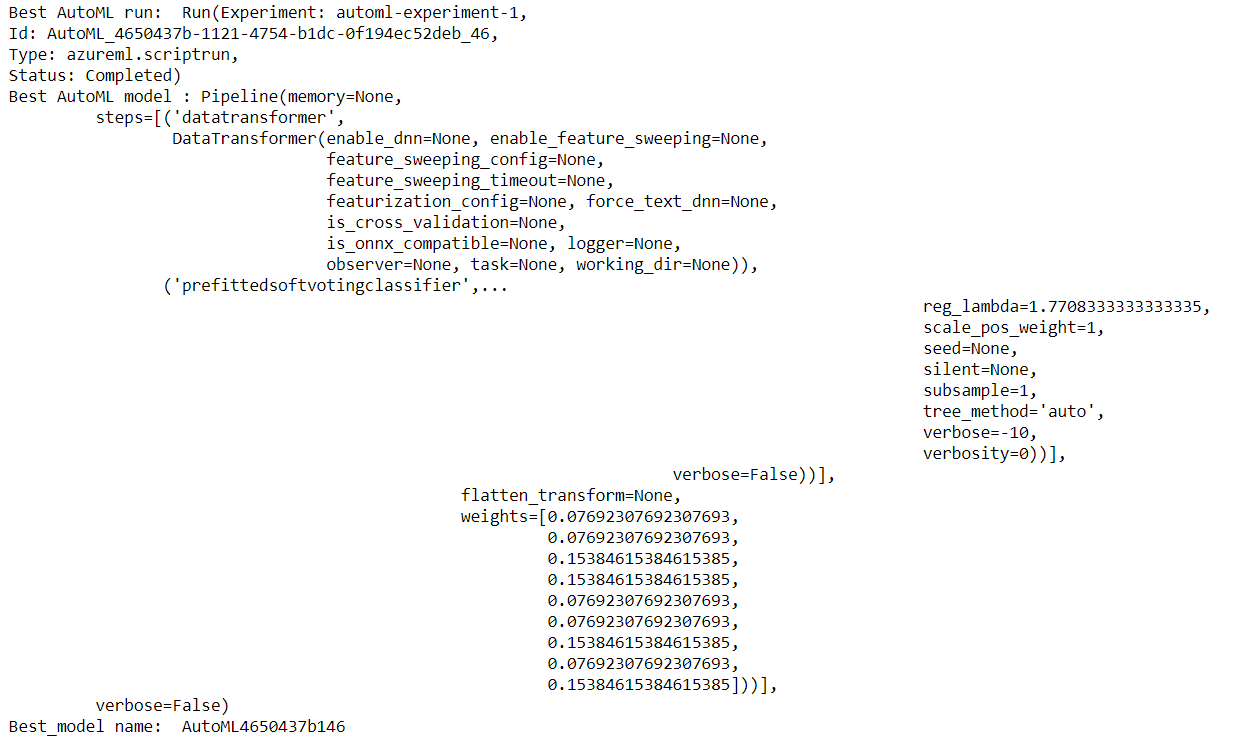 Best AutoML run:  Run(Experiment: automl-experiment-1,
Id: AutoML_4650437b-1121-4754-b1dc-0f194ec52deb_46,
Type: azureml.scriptrun,
Status: Completed)
Best AutoML model : Pipeline(memory=None,
steps=[('datatransformer',
DataTransformer(enable_dnn=None, enable_feature_sweeping=None,
feature_sweeping_config=None,
feature_sweeping_timeout=None,
featurization_config=None, force_text_dnn=None,
is_cross_validation=None,
is_onnx_compatible=None, logger=None,
observer=None, task=None, working_dir=None)),
('prefittedsoftvotingclassifier',...
reg_lambda=1.7708333333333335,
scale_pos_weight=1,
seed=None,
silent=None,
subsample=1,
tree_method='auto',
verbose=-10,
verbosity=0))],
verbose=False))],
flatten_transform=None,
weights=[0.07692307692307693,
0.07692307692307693,
0.15384615384615385,
0.15384615384615385,
0.07692307692307693,
0.07692307692307693,
0.15384615384615385,
0.07692307692307693,
0.15384615384615385]))],
verbose=False)
Best_model name:  AutoML4650437b146